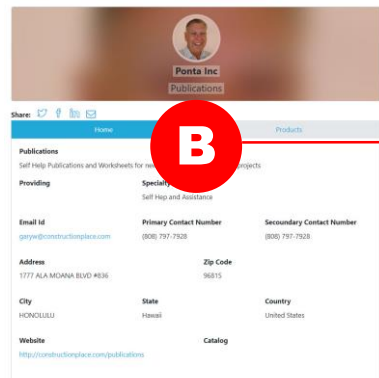 Ponta Inc
Publications
Share:
Home
Products
B
Publications
Self Help Publications and Worksheets for projects
Providing
Specialty
Self Hep and Assistance
Email Id
Primary Contact Number
Secoundary Contact Number
garyw@constructionplace.com
(808) 797-7928
(808) 797-7928
Address
Zip Code
1777 ALA MOANA BLVD #836
96815
City
State
Country
HONOLULU
Hawaii
United States
Website
Catalog
http://constructionplace.com/publications